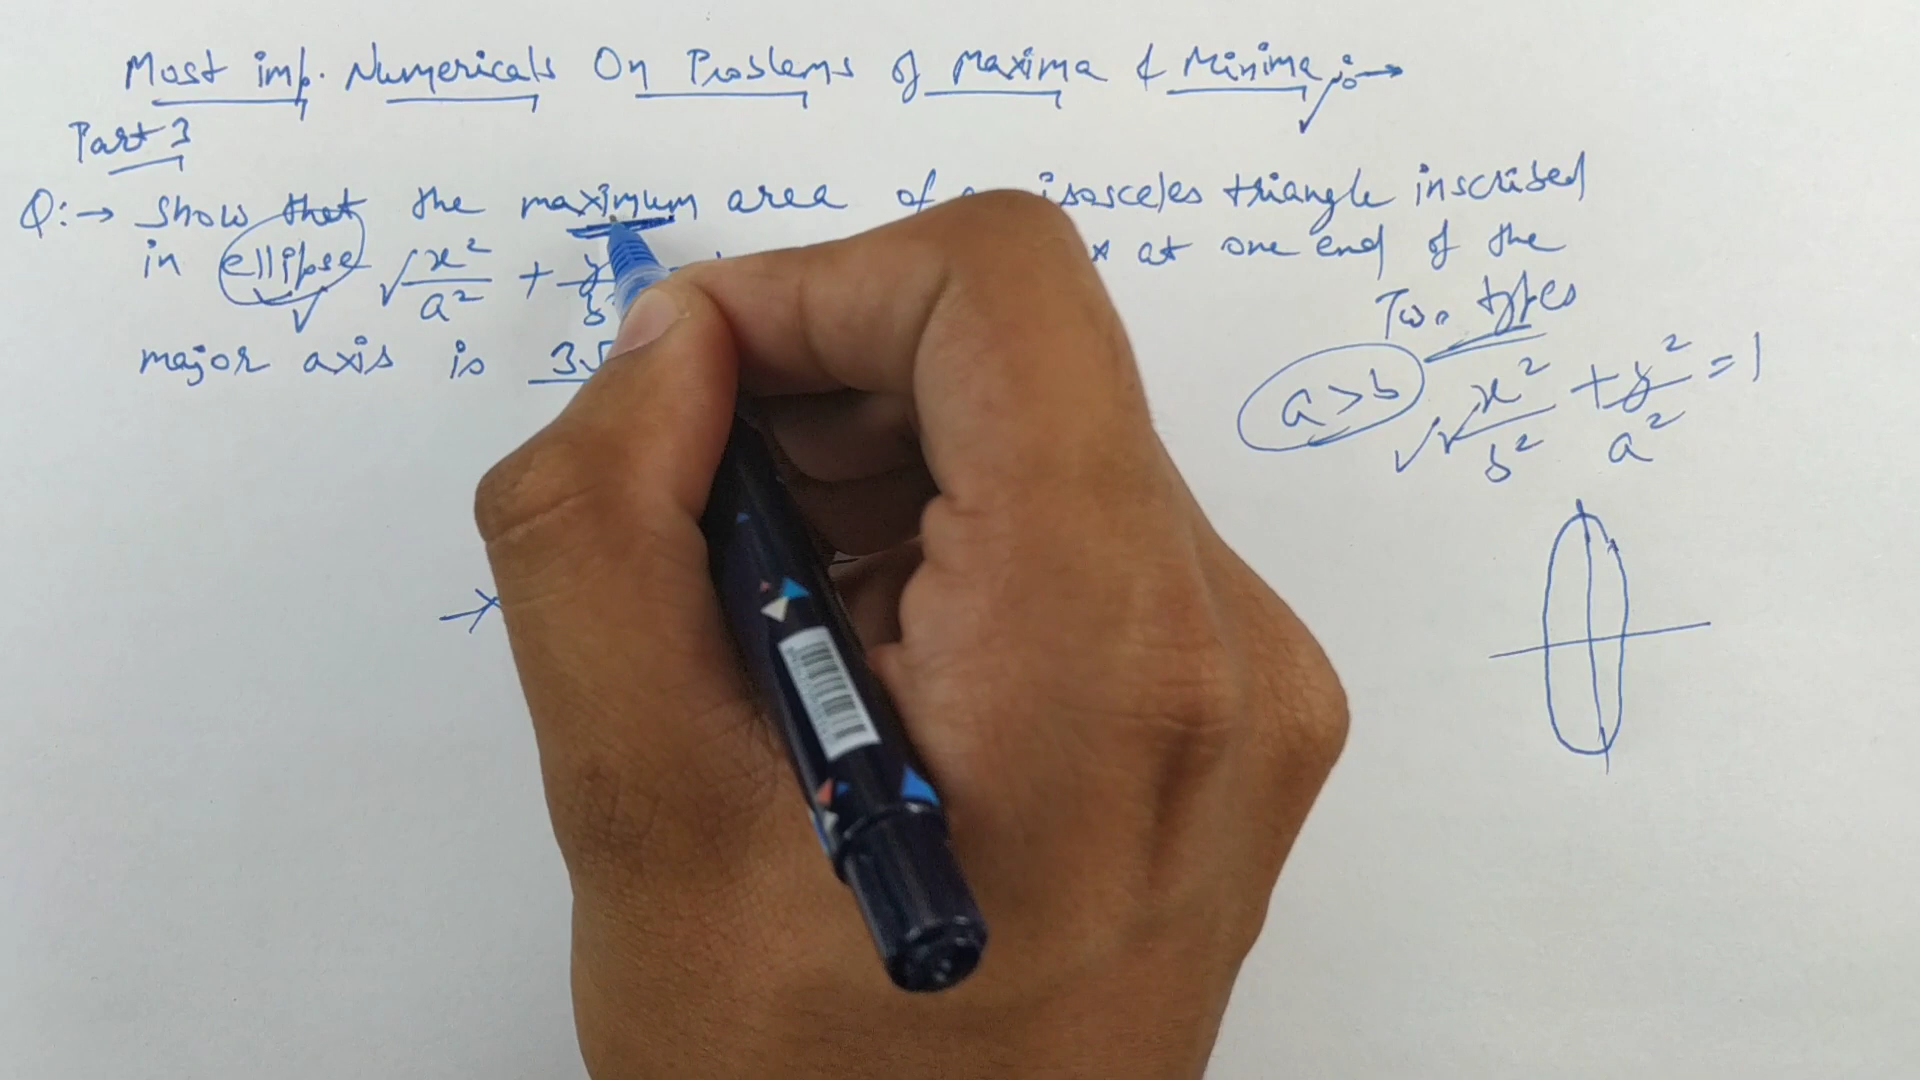 Most imp. Numericals On Problems of Maxima & Minima :→
Part 3
Q:→ Show that the maximum area of isosceles triangle inscribed
in ellipse x²/a² + at one end of the
major axis is
Two types
a>b
x²/b² + y²/a² = 1